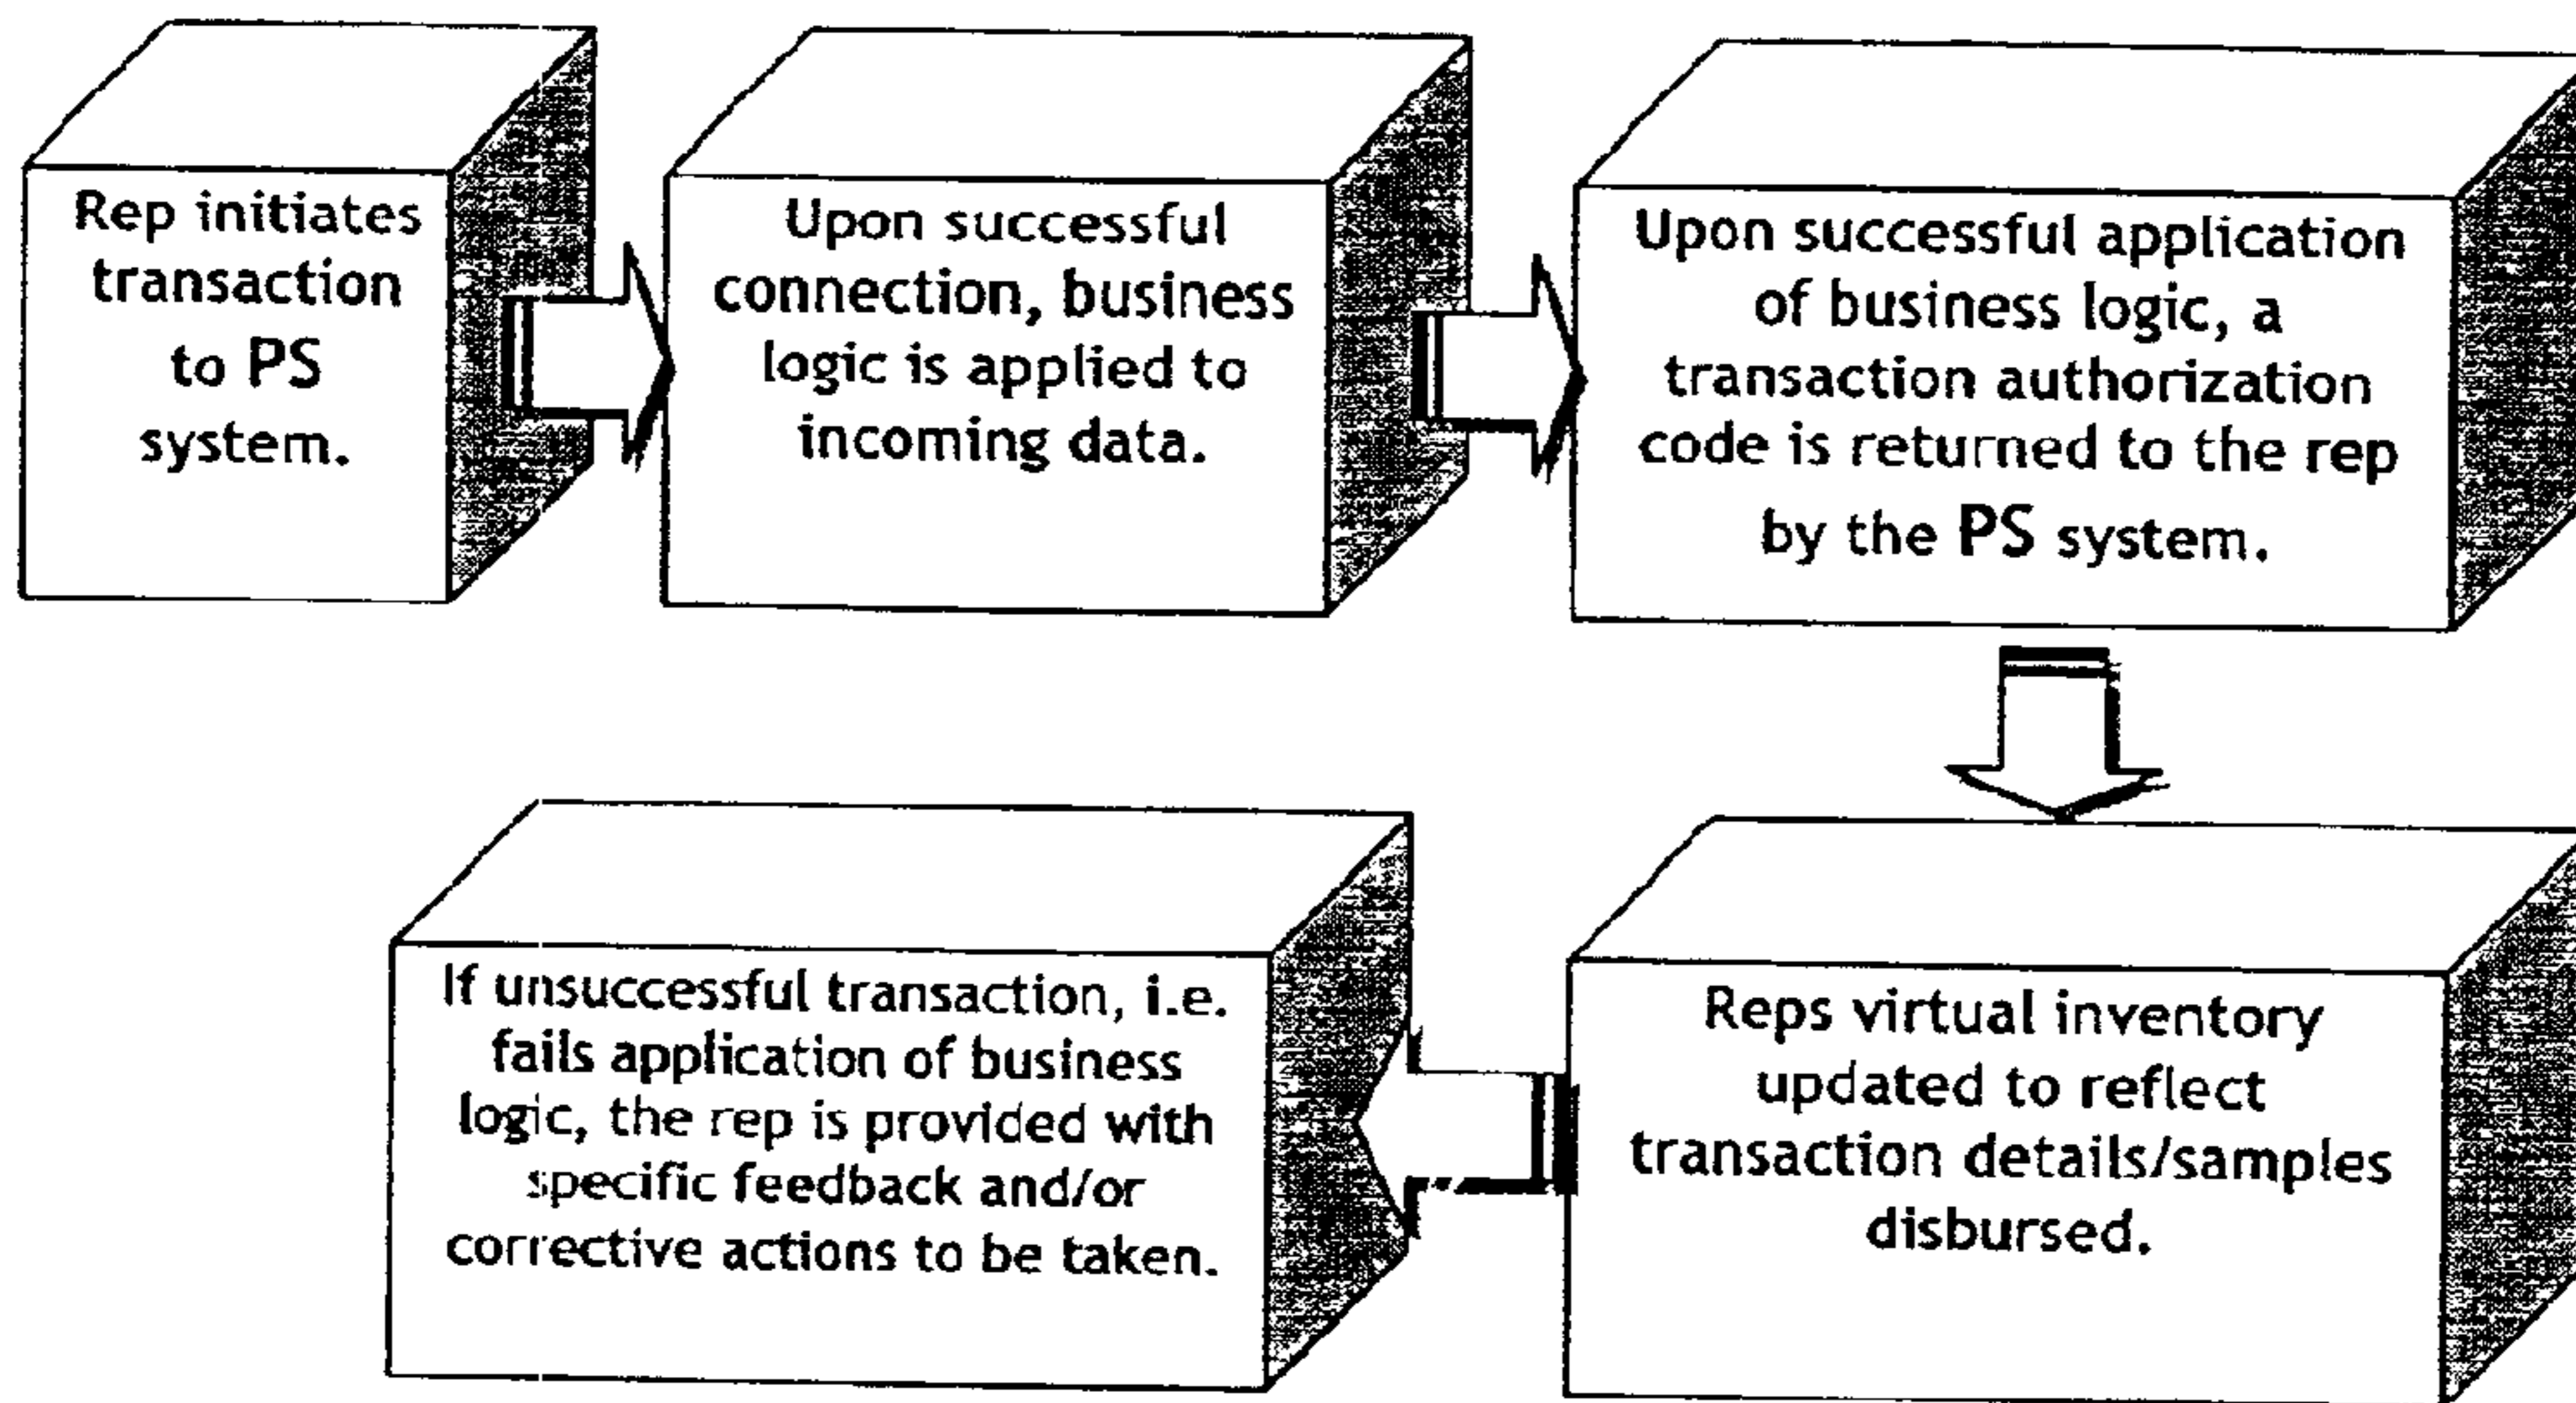 Rep initiates
transaction
to PS
system.
Upon successful
connection, business
logic is applied to
incoming data.
Upon successful application
of business logic, a
transaction authorization
code is returned to the rep
by the PS system.
Reps virtual inventory
updated to reflect
transaction details/samples
disbursed.
If unsuccessful transaction, i.e.
fails application of business
logic, the rep is provided with
specific feedback and/or
corrective actions to be taken.